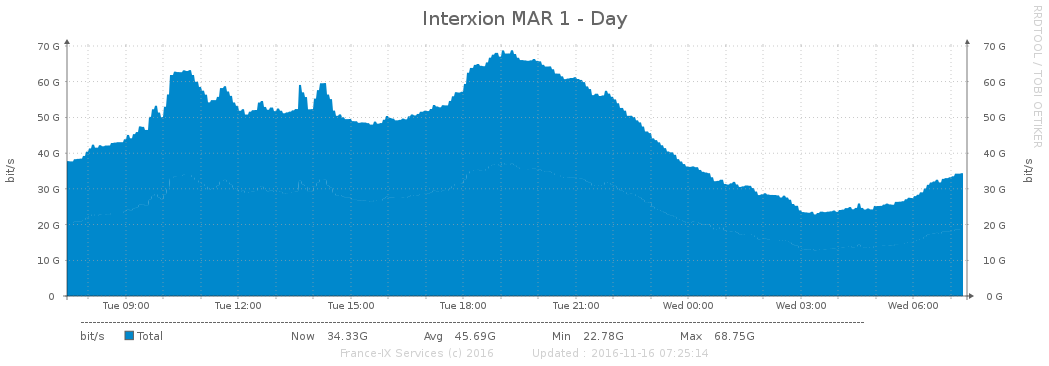 Interxion MAR 1 - Day
RRDTOOL / TOBI OETIKER
bit/s
bit/s
70 G 70 G
60 G 60 G
50 G 50 G
40 G 40 G
30 G 30 G
20 G 20 G
10 G 10 G
0 0 G
Tue 09:00 Tue 12:00 Tue 15:00 Tue 18:00 Tue 21:00 Wed 00:00 Wed 03:00 Wed 06:00
bit/s Total Now 34.33G Avg 45.69G Min 22.78G Max 68.75G
France-IX Services (c) 2016 Updated : 2016-11-16 07:25:14